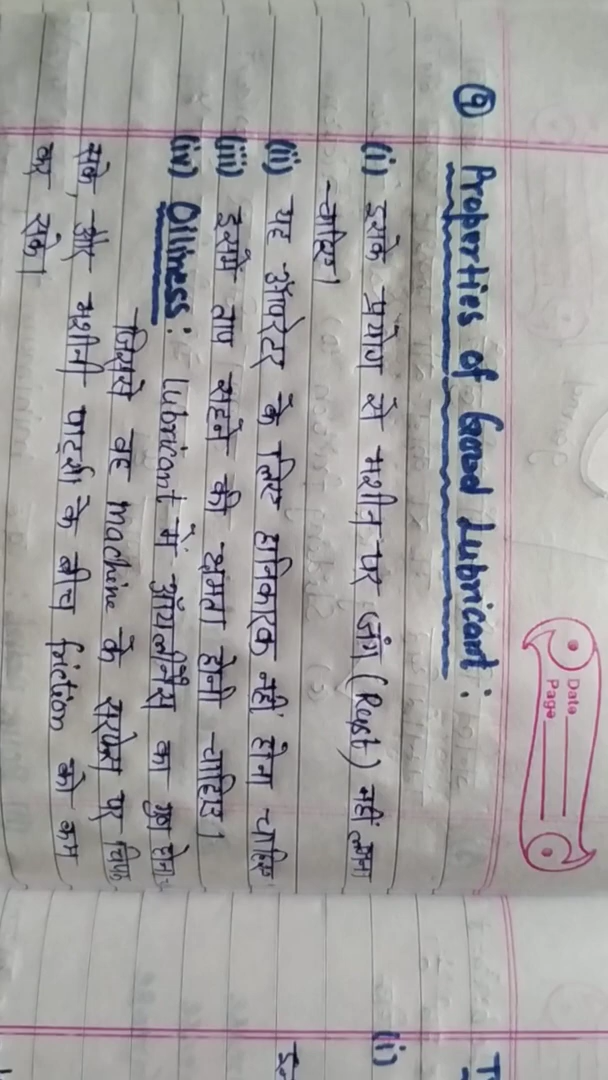 Date
Page
9 Properties of Good Lubricant :
(i) इसके प्रयोग से मशीन पर जंग (Rust) नहीं लगना
चाहिए।
(ii) यह ऑपरेटर के लिए हानिकारक नहीं होना चाहिए
(iii) इसमें ताप सहने की क्षमता होनी चाहिए।
(iv) Oiliness : lubricant में ऑयलीनेस का गुण होना
जिससे वह machine के सरफेस पर चिपक
सके, और मशीनी पार्ट्स के बीच friction को कम
कर सके।
(i)